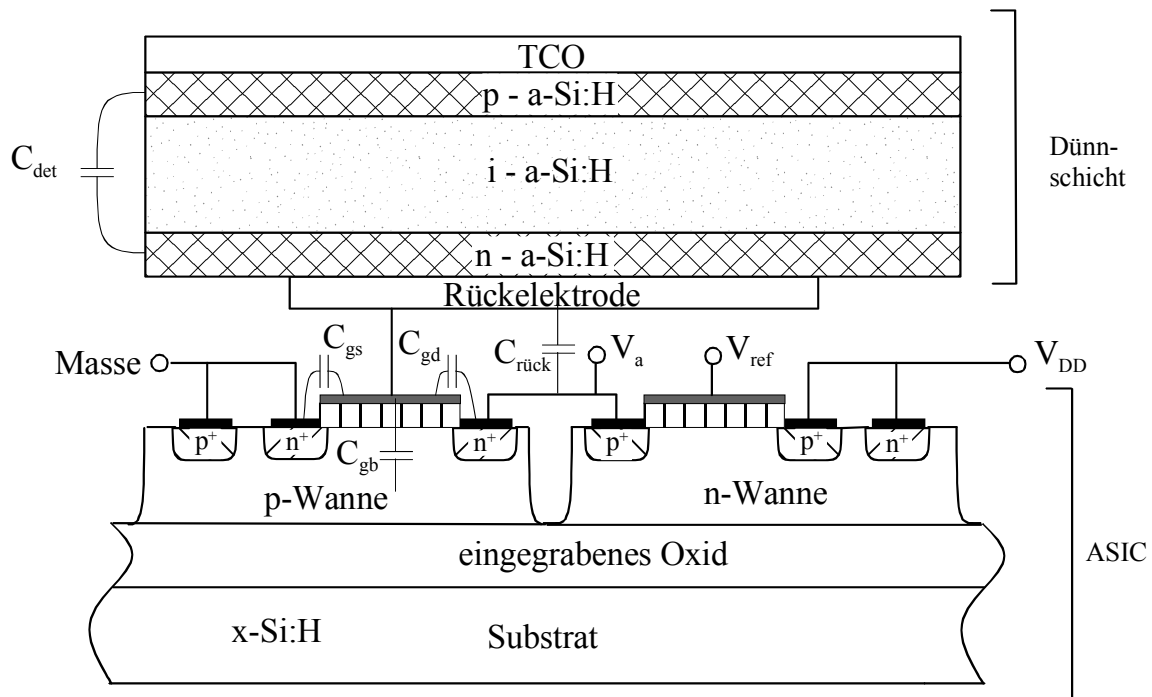 TCO
p - a-Si:H
C_det
i - a-Si:H
Dünn-
schicht
n - a-Si:H
Rückelektrode
C_gs
C_gd
C_rück
V_a
V_ref
Masse
V_DD
p⁺
n⁺
n⁺
p⁺
p⁺
n⁺
C_gb
p-Wanne
n-Wanne
eingegrabenes Oxid
ASIC
x-Si:H
Substrat